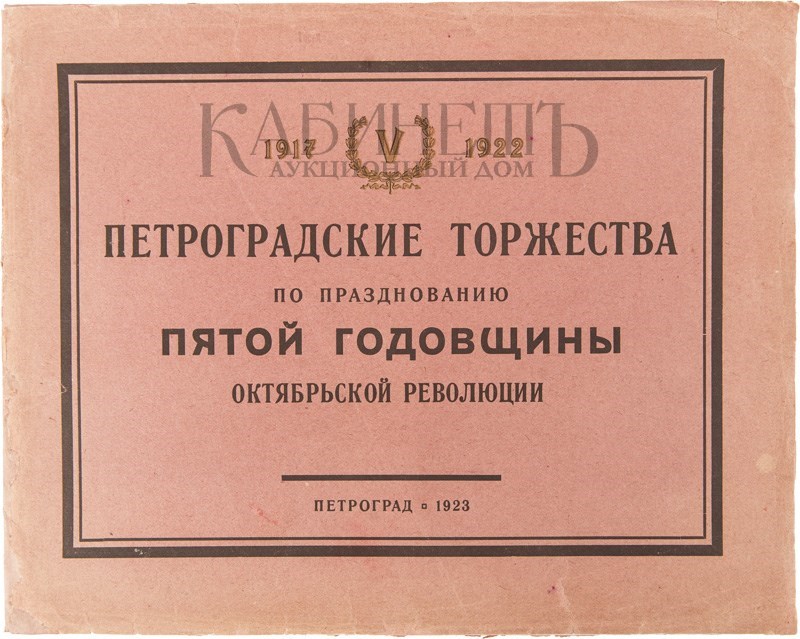 КАБИНЕТЪ
АУКЦИОННЫЙ ДОМ
1917 V 1922
ПЕТРОГРАДСКИЕ ТОРЖЕСТВА
ПО ПРАЗДНОВАНИЮ
ПЯТОЙ ГОДОВЩИНЫ
ОКТЯБРЬСКОЙ РЕВОЛЮЦИИ
ПЕТРОГРАД ▫ 1923